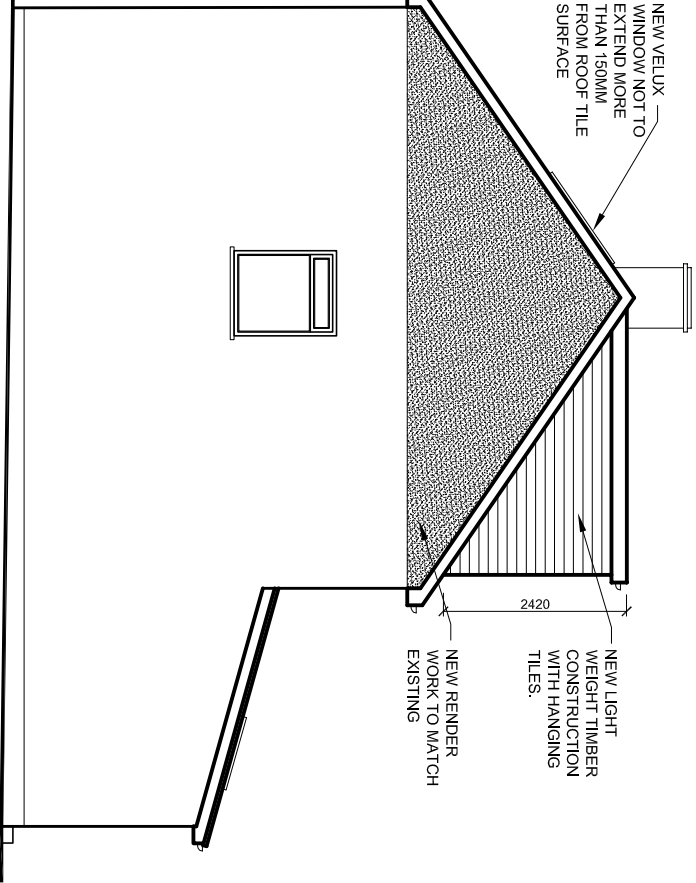 NEW VELUX
WINDOW NOT TO
EXTEND MORE
THAN 150MM
FROM ROOF TILE
SURFACE
2420
NEW LIGHT
WEIGHT TIMBER
CONSTRUCTION
WITH HANGING
TILES.
NEW RENDER
WORK TO MATCH
EXISTING